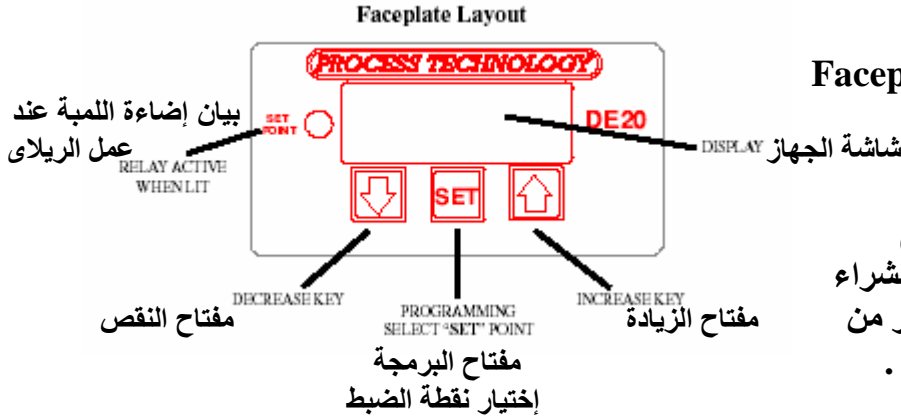 Faceplate Layout
PROCESS TECHNOLOGY
SET
POINT
DE20
بيان إضاءة اللمبة عند
عمل الريلاى
RELAY ACTIVE
WHEN LIT
DISPLAY
شاشة الجهاز
SET
DECREASE KEY
مفتاح النقص
PROGRAMMING
SELECT "SET" POINT
مفتاح البرمجة
إختيار نقطة الضبط
INCREASE KEY
مفتاح الزيادة
Facep
شراء
من
.